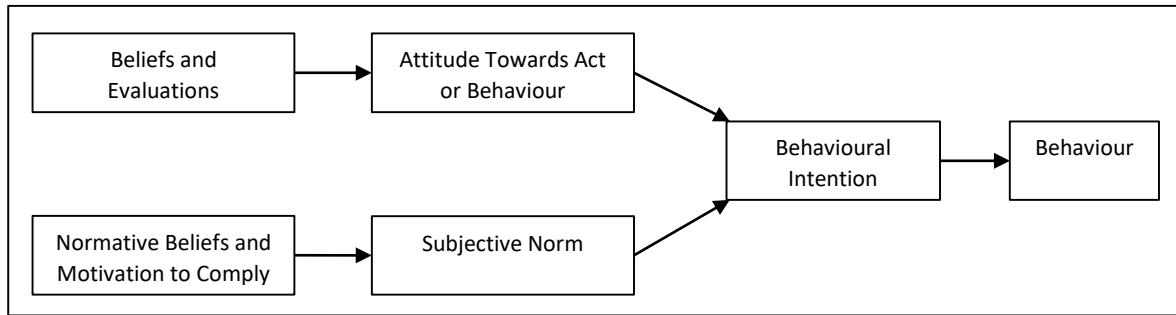 Beliefs and
Evaluations
Attitude Towards Act
or Behaviour
Behavioural
Intention
Behaviour
Normative Beliefs and
Motivation to Comply
Subjective Norm